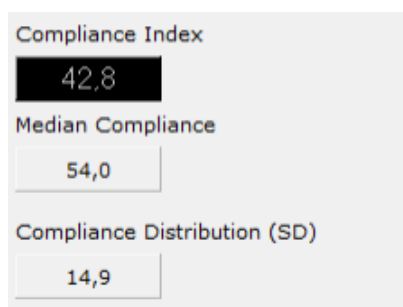 Compliance Index
42,8
Median Compliance
54,0
Compliance Distribution (SD)
14,9